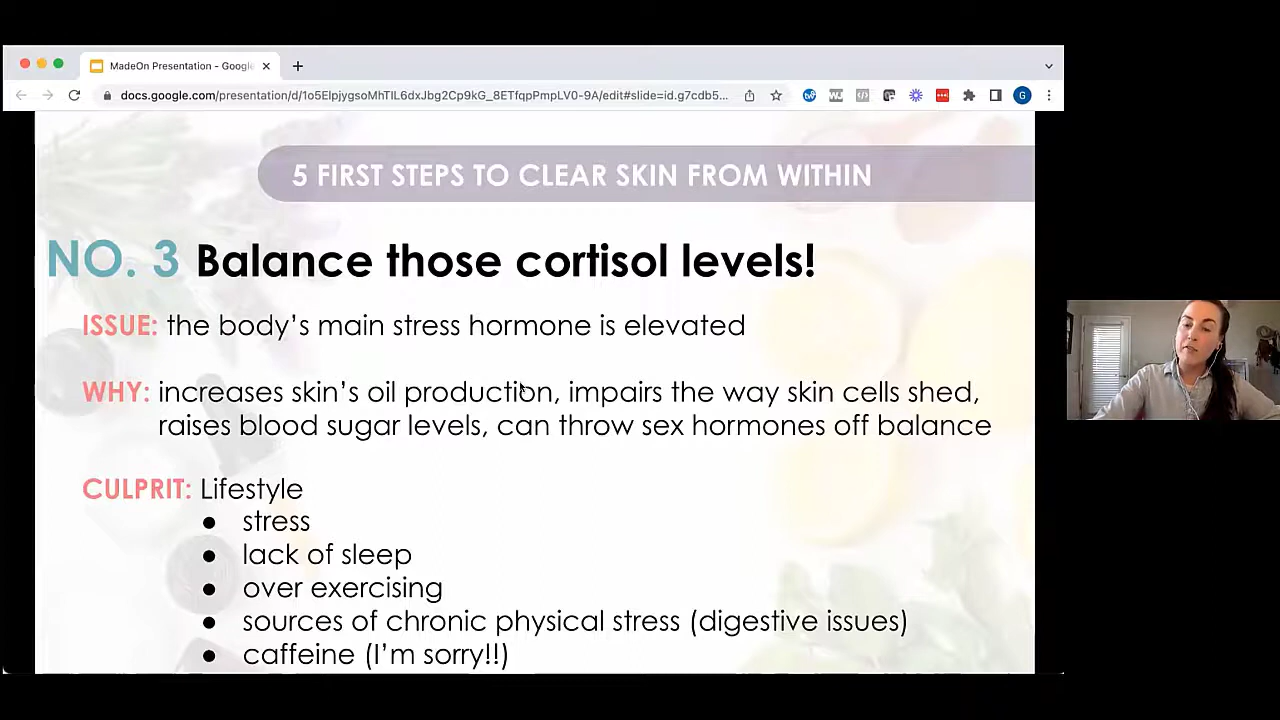 MadeOn Presentation - Google
docs.google.com/presentation/d/1o5ElpjygsoMhTlL6dxJbg2Cp9kG_8ETfqpPmpLV0-9A/edit#slide=id.g7cdb5...
G
5 FIRST STEPS TO CLEAR SKIN FROM WITHIN
NO. 3 Balance those cortisol levels!
ISSUE: the body's main stress hormone is elevated
WHY: increases skin's oil production, impairs the way skin cells shed,
raises blood sugar levels, can throw sex hormones off balance
CULPRIT: Lifestyle
● stress
● lack of sleep
● over exercising
● sources of chronic physical stress (digestive issues)
● caffeine (I'm sorry!!)